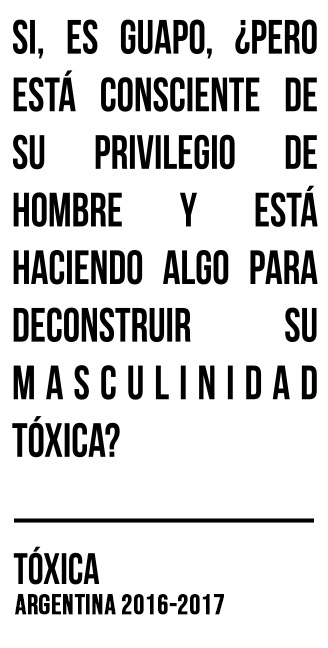 SI, ES GUAPO, ¿PERO
ESTÁ CONSCIENTE DE
SU PRIVILEGIO DE
HOMBRE Y ESTÁ
HACIENDO ALGO PARA
DECONSTRUIR SU
MASCULINIDAD
TÓXICA?
TÓXICA
ARGENTINA 2016-2017